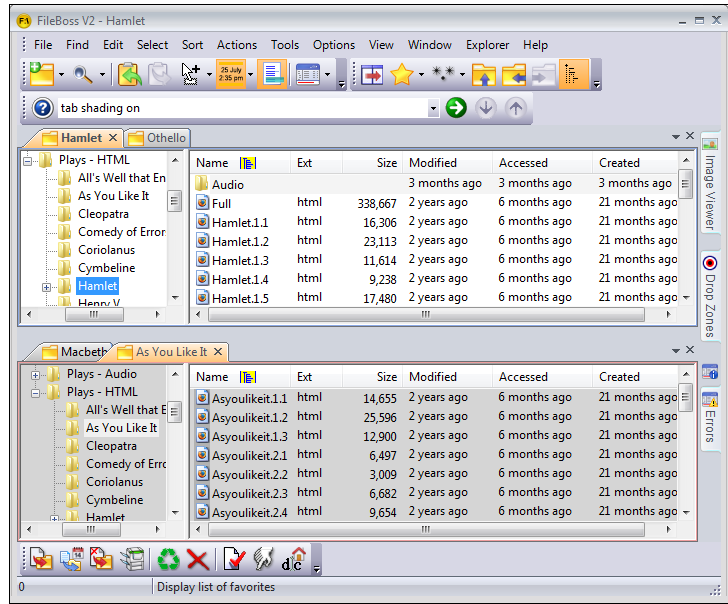 FileBoss V2 - Hamlet
File Find Edit Select Sort Actions Tools Options View Window Explorer Help
25 July
2:35 pm
tab shading on
Hamlet Othello
Plays - HTML
All's Well that En
As You Like It
Cleopatra
Comedy of Error
Coriolanus
Cymbeline
Hamlet
Henry V
Name Ext Size Modified Accessed Created
Audio 3 months ago 3 months ago 3 months ago
Full html 338,667 2 years ago 6 months ago 21 months ago
Hamlet.1.1 html 16,306 2 years ago 6 months ago 21 months ago
Hamlet.1.2 html 23,113 2 years ago 6 months ago 21 months ago
Hamlet.1.3 html 11,614 2 years ago 6 months ago 21 months ago
Hamlet.1.4 html 9,238 2 years ago 6 months ago 21 months ago
Hamlet.1.5 html 17,480 2 years ago 6 months ago 21 months ago
Image Viewer
Drop Zones
Errors
Macbeth As You Like It
Plays - Audio
Plays - HTML
All's Well that E
As You Like It
Cleopatra
Comedy of Erro
Coriolanus
Cymbeline
Hamlet
Name Ext Size Modified Accessed Created
Asyoulikeit.1.1 html 14,655 2 years ago 6 months ago 21 months ago
Asyoulikeit.1.2 html 25,596 2 years ago 6 months ago 21 months ago
Asyoulikeit.1.3 html 12,900 2 years ago 6 months ago 21 months ago
Asyoulikeit.2.1 html 6,497 2 years ago 6 months ago 21 months ago
Asyoulikeit.2.2 html 3,009 2 years ago 6 months ago 21 months ago
Asyoulikeit.2.3 html 6,682 2 years ago 6 months ago 21 months ago
Asyoulikeit.2.4 html 9,654 2 years ago 6 months ago 21 months ago
0 Display list of favorites